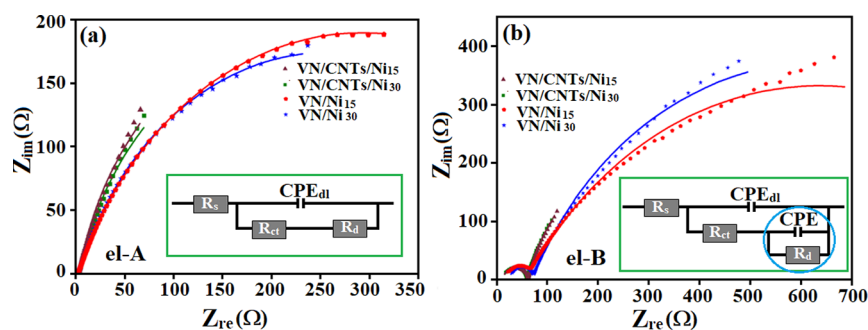 (a)
200
150
100
50
0
Zim(Ω)
VN/CNTs/Ni15
VN/CNTs/Ni30
VN/Ni15
VN/Ni30
CPEdl
Rs
Rct
Rd
el-A
0 50 100 150 200 250 300 350
Zre(Ω)
(b)
400
300
200
100
0
Zim(Ω)
VN/CNTs/Ni15
VN/CNTs/Ni30
VN/Ni15
VN/Ni30
CPEdl
Rs
CPE
Rct
Rd
el-B
0 100 200 300 400 500 600 700
Zre(Ω)